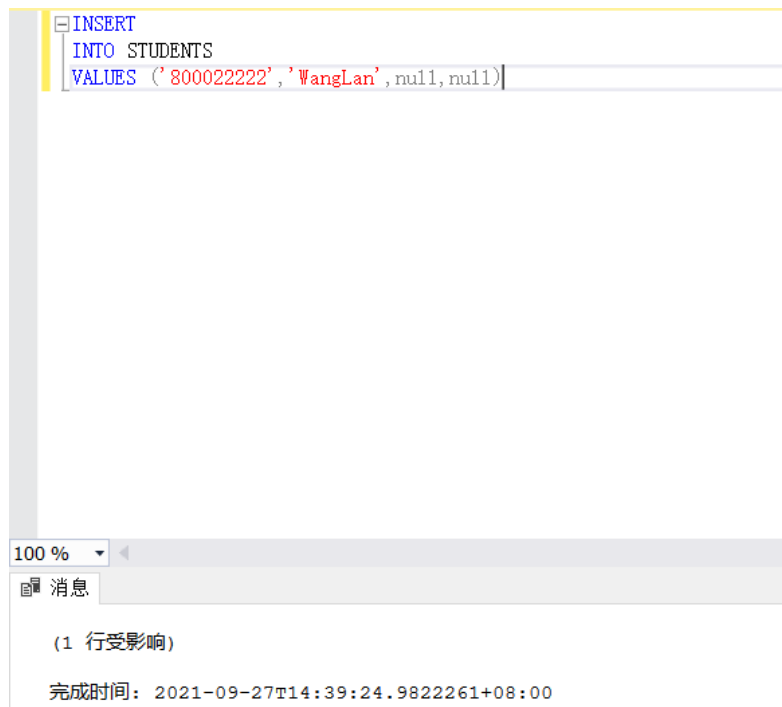 INSERT
INTO STUDENTS
VALUES ('800022222','WangLan',null,null)
100 %
消息
(1 行受影响)
完成时间: 2021-09-27T14:39:24.9822261+08:00